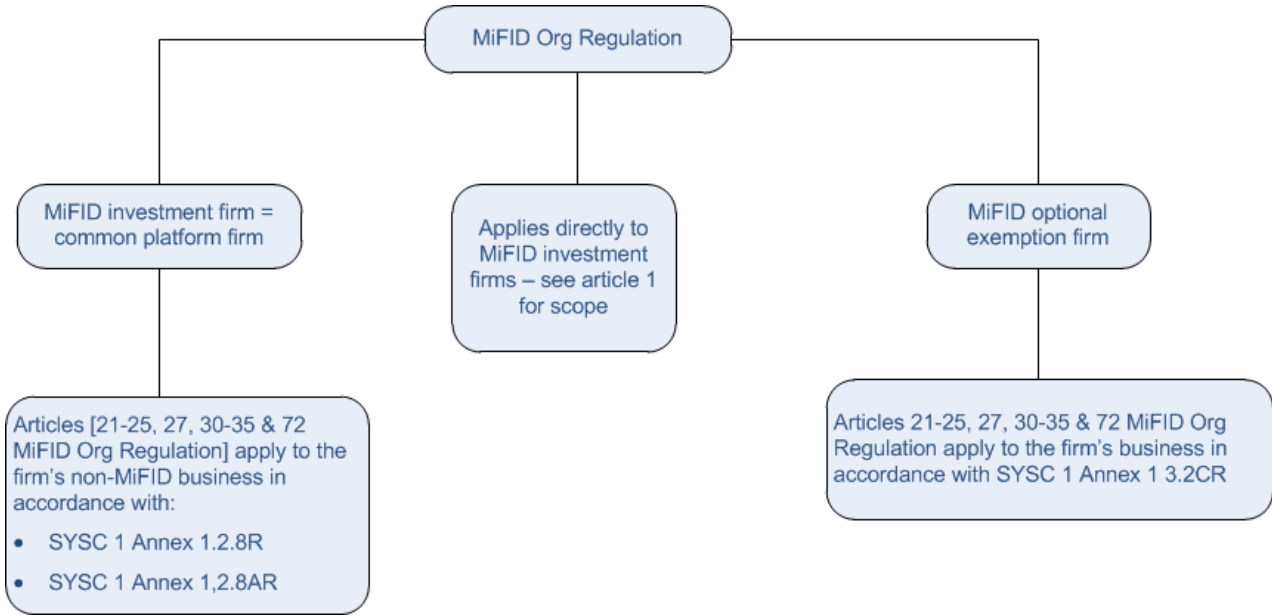 MiFID Org Regulation
MiFID investment firm =
common platform firm
Applies directly to
MiFID investment
firms – see article 1
for scope
MiFID optional
exemption firm
Articles [21-25, 27, 30-35 & 72
MiFID Org Regulation] apply to the
firm's non-MiFID business in
accordance with:
• SYSC 1 Annex 1.2.8R
• SYSC 1 Annex 1,2.8AR
Articles 21-25, 27, 30-35 & 72 MiFID Org
Regulation apply to the firm's business in
accordance with SYSC 1 Annex 1 3.2CR